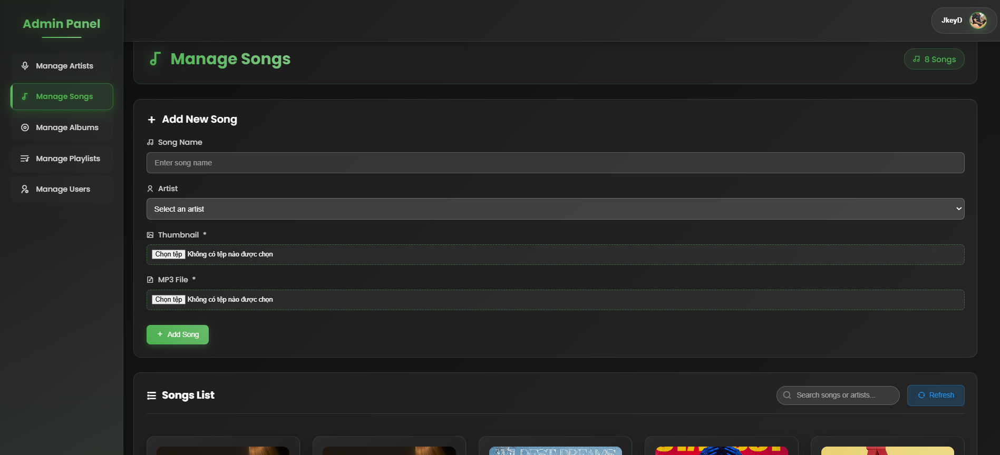 Admin Panel
JkeyD
Manage Artists
Manage Songs
Manage Albums
Manage Playlists
Manage Users
Manage Songs
8 Songs
Add New Song
Song Name
Enter song name
Artist
Select an artist
Thumbnail *
Chọn tệp Không có tệp nào được chọn
MP3 File *
Chọn tệp Không có tệp nào được chọn
+ Add Song
Songs List
Search songs or artists...
Refresh
WILDEST DREAMS